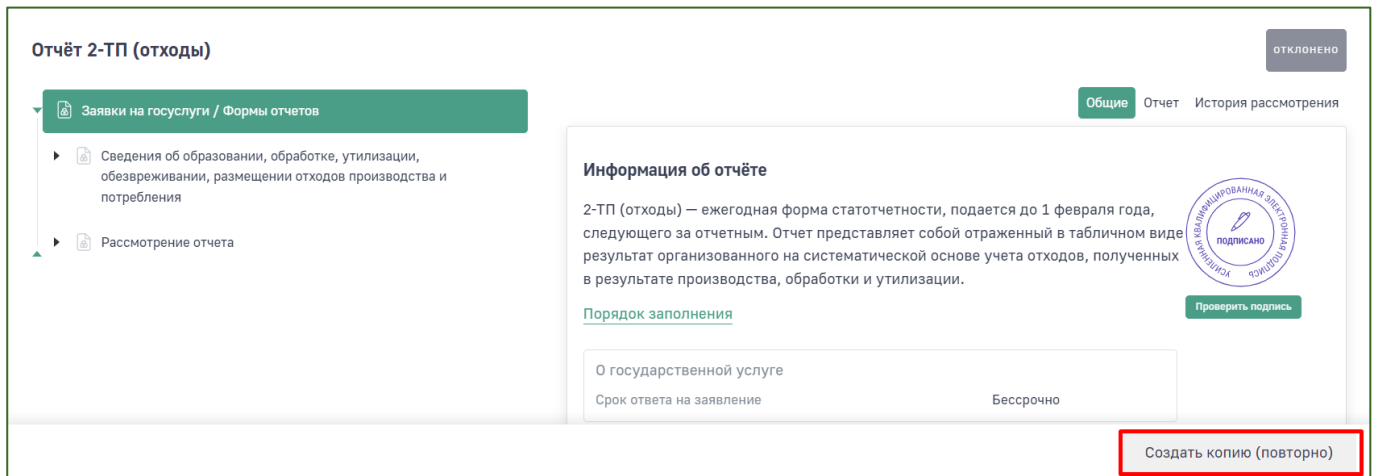 Отчёт 2-ТП (отходы)
ОТКЛОНЕНО
Заявки на госуслуги / Формы отчетов
Сведения об образовании, обработке, утилизации,
обезвреживании, размещении отходов производства и
потребления
Рассмотрение отчета
Общие Отчет История рассмотрения
Информация об отчёте
2-ТП (отходы) — ежегодная форма статотчетности, подается до 1 февраля года,
следующего за отчетным. Отчет представляет собой отраженный в табличном виде
результат организованного на систематической основе учета отходов, полученных
в результате производства, обработки и утилизации.
УСИЛЕННАЯ КВАЛИФИЦИРОВАННАЯ ЭЛЕКТРОННАЯ ПОДПИСЬ
ПОДПИСАНО
Проверить подпись
Порядок заполнения
О государственной услуге
Срок ответа на заявление Бессрочно
Создать копию (повторно)